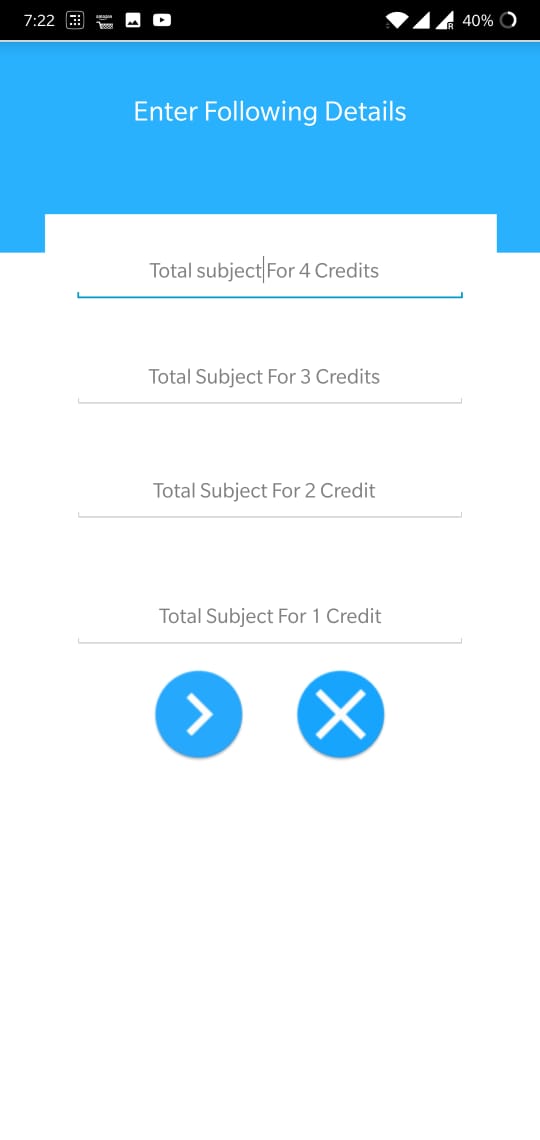 7:22 40%
Enter Following Details
Total subject For 4 Credits
Total Subject For 3 Credits
Total Subject For 2 Credit
Total Subject For 1 Credit